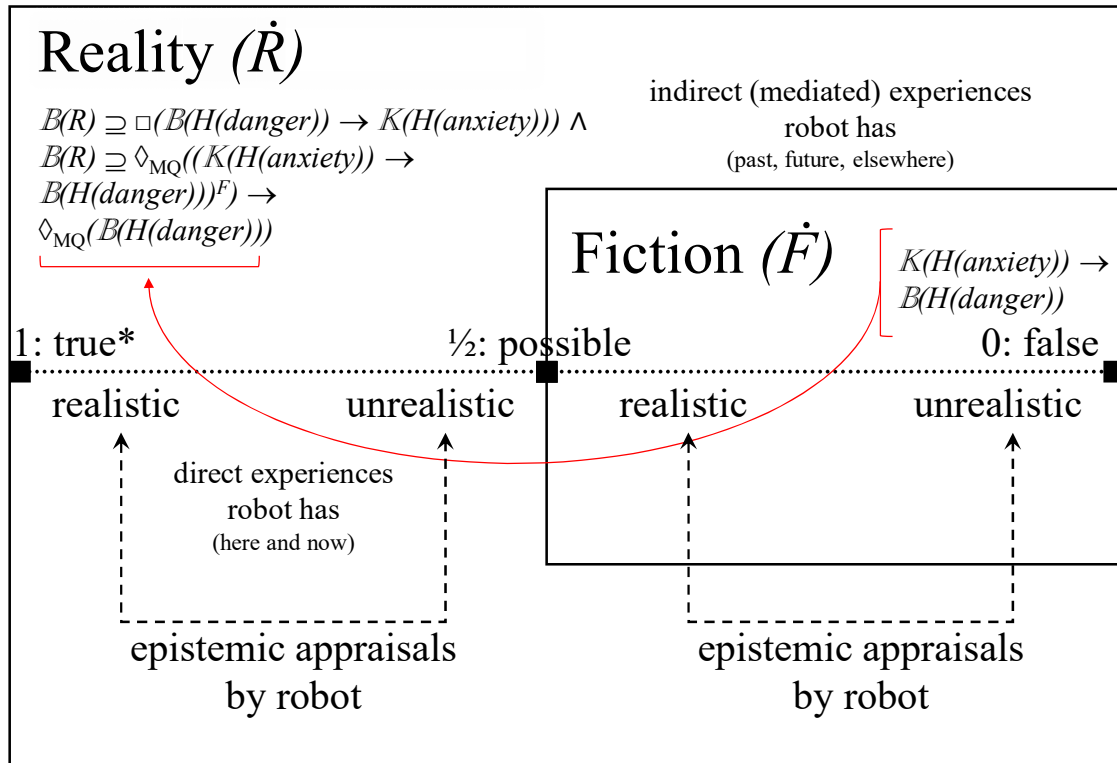 Reality (Ṙ)
𝔹(R) ⊇ □(𝔹(H(danger)) → 𝕂(H(anxiety))) ∧
𝔹(R) ⊇ ◊MQ((𝕂(H(anxiety)) →
𝔹(H(danger)))F) →
◊MQ(𝔹(H(danger)))
indirect (mediated) experiences
robot has
(past, future, elsewhere)
Fiction (Ḟ)
𝕂(H(anxiety)) →
𝔹(H(danger))
1: true*
½: possible
0: false
realistic
unrealistic
realistic
unrealistic
direct experiences
robot has
(here and now)
epistemic appraisals
by robot
epistemic appraisals
by robot